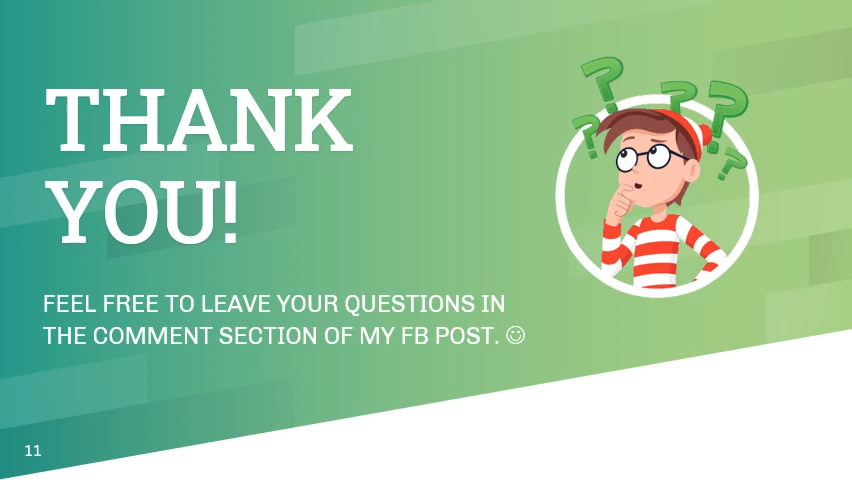 THANK
YOU!
FEEL FREE TO LEAVE YOUR QUESTIONS IN
THE COMMENT SECTION OF MY FB POST. ☺
11